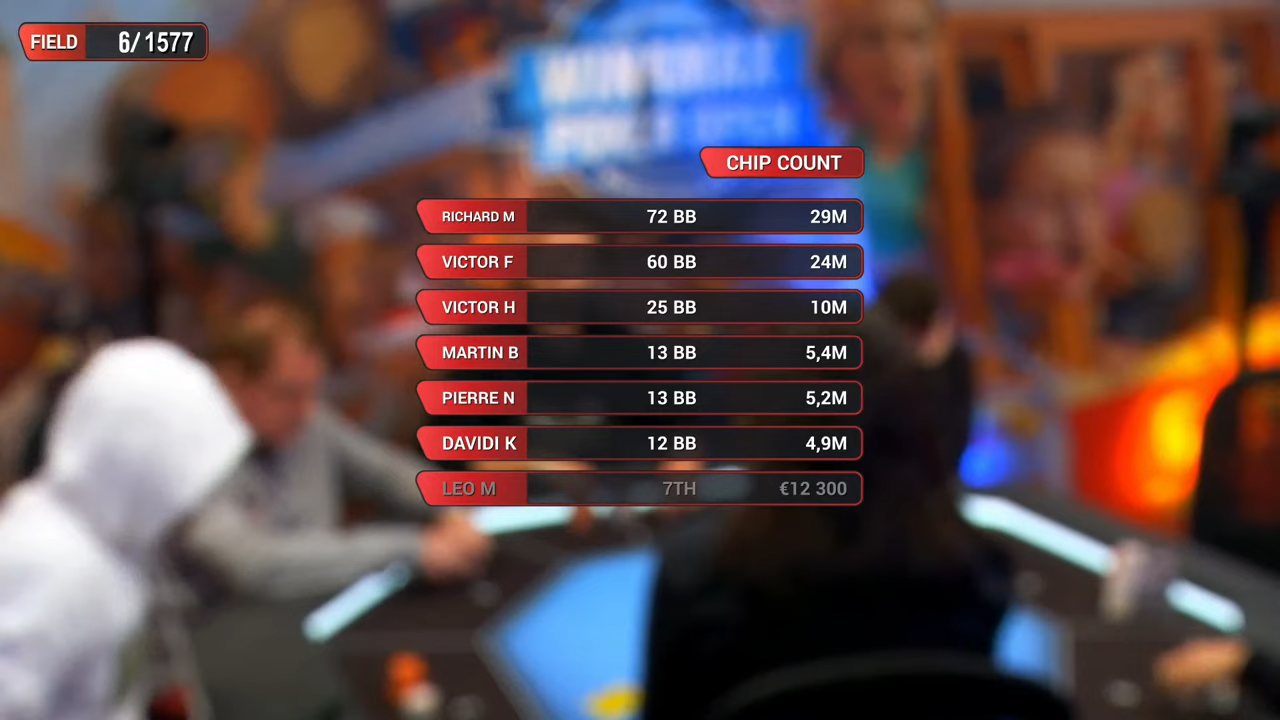 FIELD 6/1577
CHIP COUNT
RICHARD M 72 BB 29M
VICTOR F 60 BB 24M
VICTOR H 25 BB 10M
MARTIN B 13 BB 5,4M
PIERRE N 13 BB 5,2M
DAVIDI K 12 BB 4,9M
LEO M 7TH €12 300